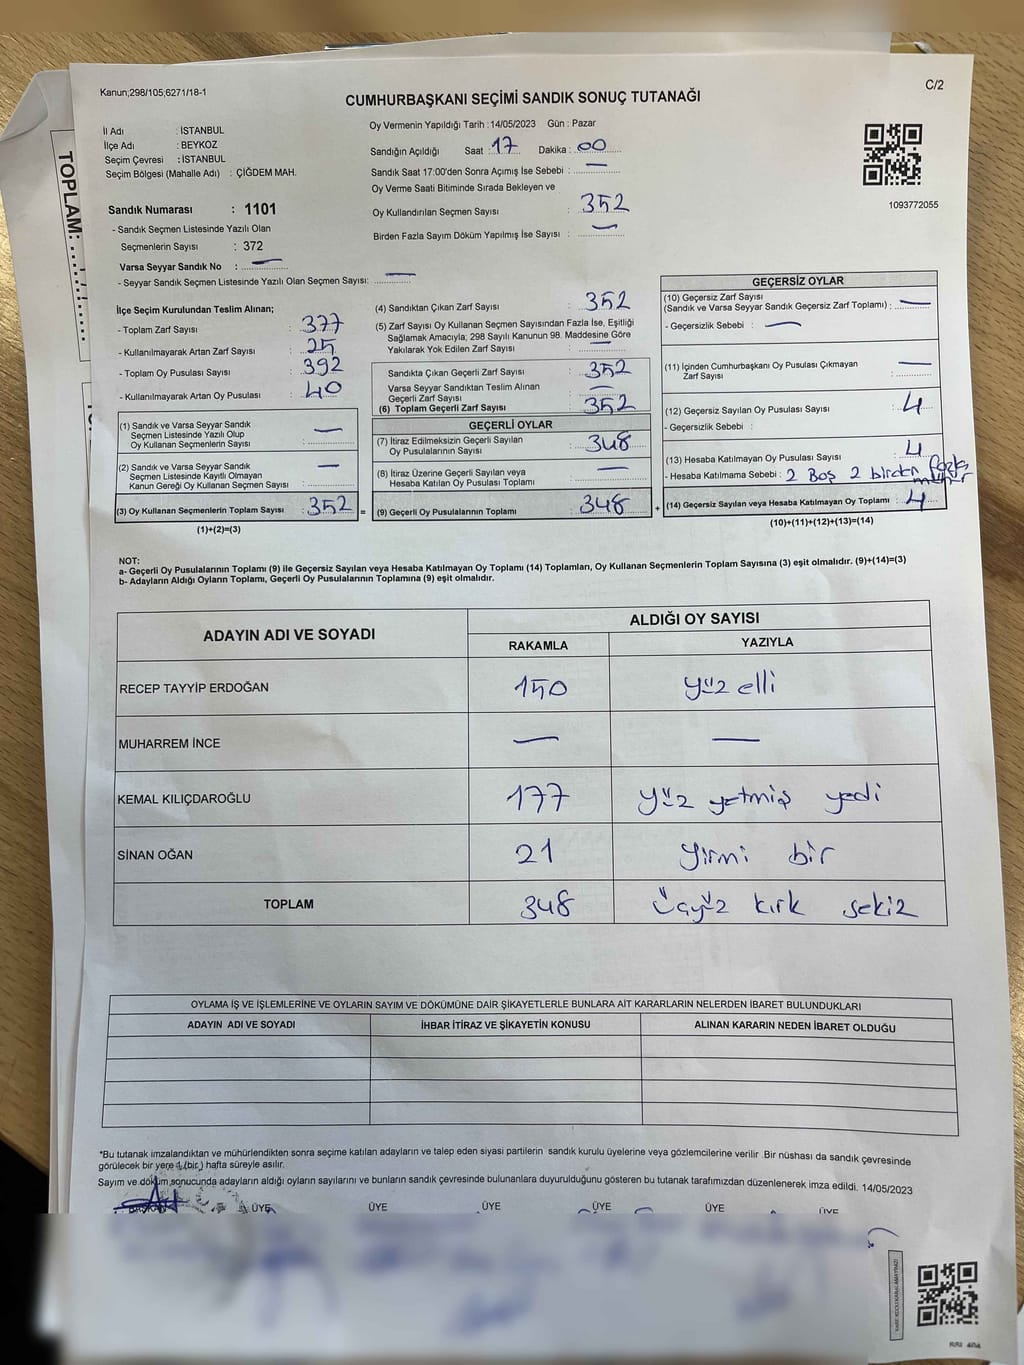 Kanun;298/105;6271/18-1
C/2
CUMHURBAŞKANI SEÇİMİ SANDIK SONUÇ TUTANAĞI
İl Adı : İSTANBUL
İlçe Adı : BEYKOZ
Seçim Çevresi : İSTANBUL
Seçim Bölgesi (Mahalle Adı) : ÇİĞDEM MAH.
Oy Vermenin Yapıldığı Tarih : 14/05/2023 Gün : Pazar
Sandığın Açıldığı Saat : 17 Dakika : 00
Sandık Saat 17:00'den Sonra Açımış İse Sebebi : —
Oy Verme Saati Bitiminde Sırada Bekleyen ve
Oy Kullandırılan Seçmen Sayısı : 352
Birden Fazla Sayım Döküm Yapılmış İse Sayısı : —
1093772055
Sandık Numarası : 1101
- Sandık Seçmen Listesinde Yazılı Olan
Seçmenlerin Sayısı : 372
Varsa Seyyar Sandık No : —
- Seyyar Sandık Seçmen Listesinde Yazılı Olan Seçmen Sayısı: —
İlçe Seçim Kurulundan Teslim Alınan;
- Toplam Zarf Sayısı : 377
- Kullanılmayarak Artan Zarf Sayısı : 25
- Toplam Oy Pusulası Sayısı : 392
- Kullanılmayarak Artan Oy Pusulası : 40
(1) Sandık ve Varsa Seyyar Sandık
Seçmen Listesinde Yazılı Olup
Oy Kullanan Seçmenlerin Sayısı : —
(2) Sandık ve Varsa Seyyar Sandık
Seçmen Listesinde Kayıtlı Olmayan
Kanun Gereği Oy Kullanan Seçmen Sayısı : —
(3) Oy Kullanan Seçmenlerin Toplam Sayısı : 352 =
(1)+(2)=(3)
(4) Sandıktan Çıkan Zarf Sayısı : 352
(5) Zarf Sayısı Oy Kullanan Seçmen Sayısından Fazla İse, Eşitliği
Sağlamak Amacıyla; 298 Sayılı Kanunun 98. Maddesine Göre
Yakılarak Yok Edilen Zarf Sayısı : —
Sandıkta Çıkan Geçerli Zarf Sayısı : 352
Varsa Seyyar Sandıktan Teslim Alınan
Geçerli Zarf Sayısı : —
(6) Toplam Geçerli Zarf Sayısı : 352
GEÇERLİ OYLAR
(7) İtiraz Edilmeksizin Geçerli Sayılan
Oy Pusulalarının Sayısı : 348
(8) İtiraz Üzerine Geçerli Sayılan veya
Hesaba Katılan Oy Pusulası Toplamı : —
(9) Geçerli Oy Pusulalarının Toplamı : 348 +
GEÇERSİZ OYLAR
(10) Geçersiz Zarf Sayısı
(Sandık ve Varsa Seyyar Sandık Geçersiz Zarf Toplamı) : —
- Geçersizlik Sebebi : —
(11) İçinden Cumhurbaşkanı Oy Pusulası Çıkmayan
Zarf Sayısı : —
(12) Geçersiz Sayılan Oy Pusulası Sayısı : 4
- Geçersizlik Sebebi :
(13) Hesaba Katılmayan Oy Pusulası Sayısı : 4
- Hesaba Katılmama Sebebi : 2 Boş 2 birden fazla mühür
(14) Geçersiz Sayılan veya Hesaba Katılmayan Oy Toplamı : 4
(10)+(11)+(12)+(13)=(14)
NOT:
a- Geçerli Oy Pusulalarının Toplamı (9) ile Geçersiz Sayılan veya Hesaba Katılmayan Oy Toplamı (14) Toplamları, Oy Kullanan Seçmenlerin Toplam Sayısına (3) eşit olmalıdır. (9)+(14)=(3)
b- Adayların Aldığı Oyların Toplamı, Geçerli Oy Pusulalarının Toplamına (9) eşit olmalıdır.
ADAYIN ADI VE SOYADI ALDIĞI OY SAYISI
RAKAMLA YAZIYLA
RECEP TAYYİP ERDOĞAN 150 yüz elli
MUHARREM İNCE — —
KEMAL KILIÇDAROĞLU 177 yüz yetmiş yedi
SİNAN OĞAN 21 yirmi bir
TOPLAM 348 üçyüz kırk sekiz
OYLAMA İŞ VE İŞLEMLERİNE VE OYLARIN SAYIM VE DÖKÜMÜNE DAİR ŞİKAYETLERLE BUNLARA AİT KARARLARIN NELERDEN İBARET BULUNDUKLARI
ADAYIN ADI VE SOYADI İHBAR İTİRAZ VE ŞİKAYETİN KONUSU ALINAN KARARIN NEDEN İBARET OLDUĞU
*Bu tutanak imzalandıktan ve mühürlendikten sonra seçime katılan adayların ve talep eden siyasi partilerin sandık kurulu üyelerine veya gözlemcilerine verilir .Bir nüshası da sandık çevresinde
görülecek bir yere 1 (bir) hafta süreyle asılır.
Sayım ve döküm sonucunda adayların aldığı oyların sayılarını ve bunların sandık çevresinde bulunanlara duyurulduğunu gösteren bu tutanak tarafımızdan düzenlenerek imza edildi. 14/05/2023
BAŞKAN ÜYE ÜYE ÜYE ÜYE ÜYE ÜYE
TOPLAM: